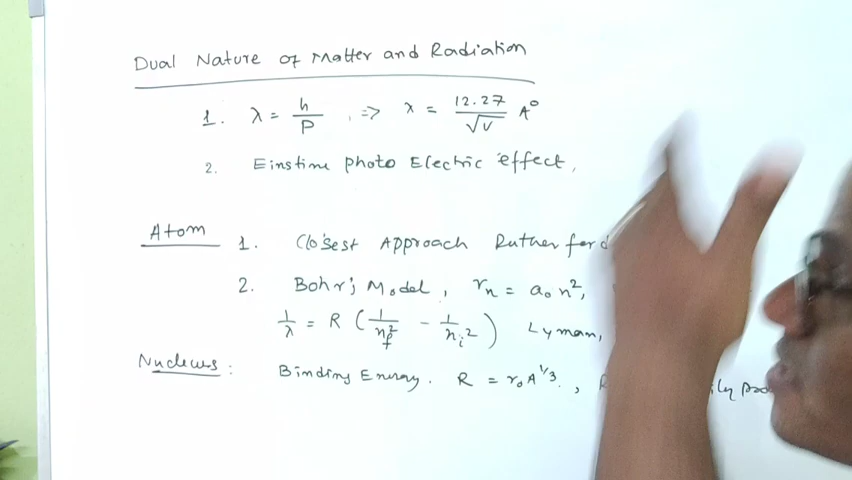 Dual Nature of Matter and Radiation
1. λ = h/P, => λ = 12.27/√V A°
2. Einstine photo Electric effect,
Atom 1. Closest Approach Rutherford
2. Bohr's Model, rn = a₀ n²,
1/λ = R (1/nf² - 1/ni²) Lyman,
Nucleus: Binding Energy. R = r₀ A^1/3. ,